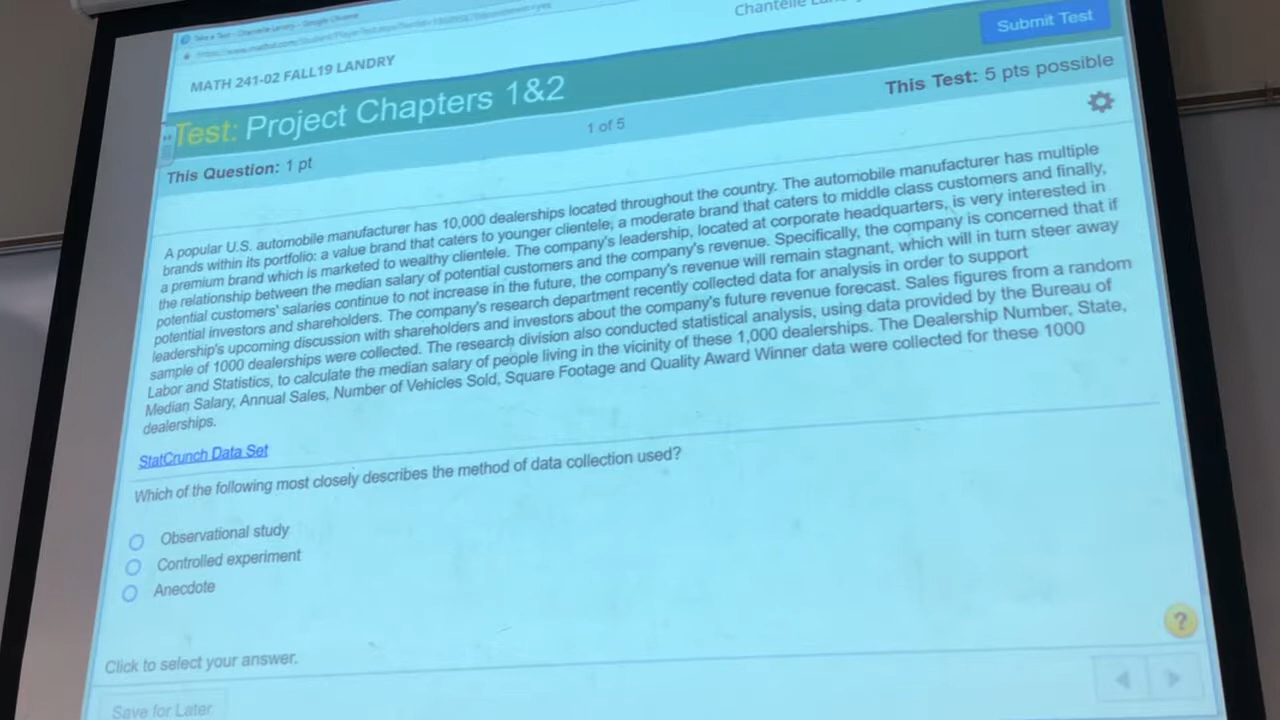 Take a Test - Chantelle Landry - Google Chrome
Chantelle
MATH 241-02 FALL19 LANDRY
Submit Test
Test: Project Chapters 1&2
This Test: 5 pts possible
This Question: 1 pt
1 of 5
A popular U.S. automobile manufacturer has 10,000 dealerships located throughout the country. The automobile manufacturer has multiple
brands within its portfolio: a value brand that caters to younger clientele; a moderate brand that caters to middle class customers and finally,
a premium brand which is marketed to wealthy clientele. The company's leadership, located at corporate headquarters, is very interested in
the relationship between the median salary of potential customers and the company's revenue. Specifically, the company is concerned that if
potential customers' salaries continue to not increase in the future, the company's revenue will remain stagnant, which will in turn steer away
potential investors and shareholders. The company's research department recently collected data for analysis in order to support
leadership's upcoming discussion with shareholders and investors about the company's future revenue forecast. Sales figures from a random
sample of 1000 dealerships were collected. The research division also conducted statistical analysis, using data provided by the Bureau of
Labor and Statistics, to calculate the median salary of people living in the vicinity of these 1,000 dealerships. The Dealership Number, State,
Median Salary, Annual Sales, Number of Vehicles Sold, Square Footage and Quality Award Winner data were collected for these 1000
dealerships.
StatCrunch Data Set
Which of the following most closely describes the method of data collection used?
Observational study
Controlled experiment
Anecdote
?
Click to select your answer.
Save for Later